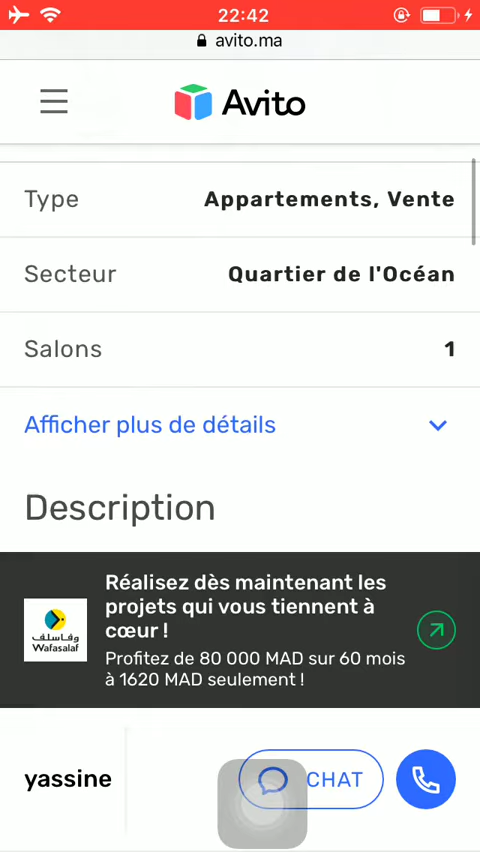 22:42
avito.ma
Avito
Type Appartements, Vente
Secteur Quartier de l'Océan
Salons 1
Afficher plus de détails
Description
Réalisez dès maintenant les
projets qui vous tiennent à
cœur !
وفاسلف
Wafasalaf
Profitez de 80 000 MAD sur 60 mois
à 1620 MAD seulement !
yassine
CHAT